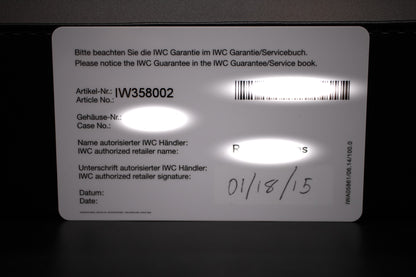 Bitte beachten Sie die IWC Garantie im IWC Garantie/Servicebuch.
Please notice the IWC Guarantee in the IWC Guarantee/Service book.
Artikel-Nr.: IW358002
Article No.:
Gehäuse-Nr.:
Case No.:
Name autorisierter IWC Händler:
IWC authorized retailer name:
Unterschrift autorisierter IWC Händler:
IWC authorized retailer signature:
Datum:
Date:
01/18/15